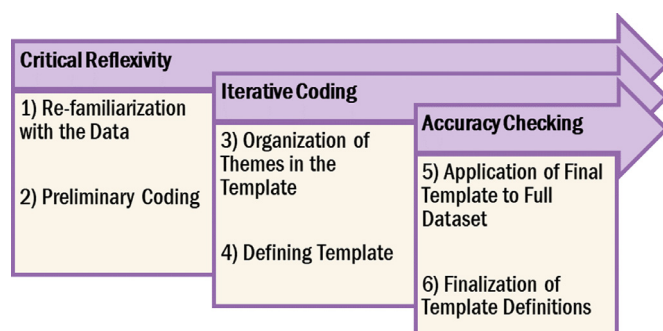 Critical Reflexivity
1) Re-familiarization
with the Data
2) Preliminary Coding
Iterative Coding
3) Organization of
Themes in the
Template
4) Defining Template
Accuracy Checking
5) Application of Final
Template to Full
Dataset
6) Finalization of
Template Definitions